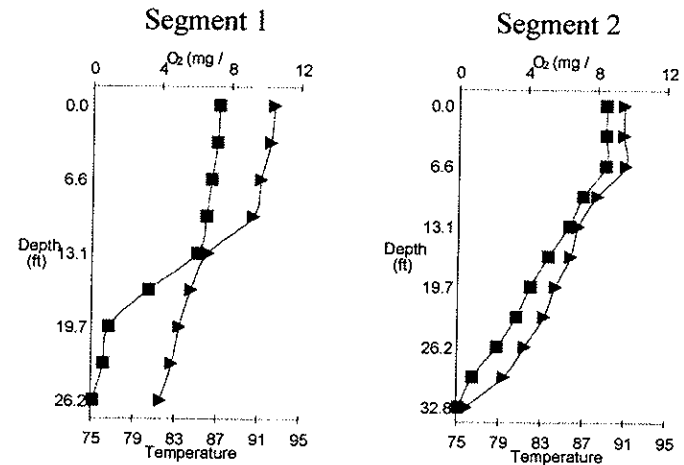 Segment 1
O₂ (mg /
0 4 8 12
0.0
6.6
Depth
(ft)
13.1
19.7
26.2
75 79 83 87 91 95
Temperature
Segment 2
O₂ (mg /
0 4 8 12
0.0
6.6
13.1
Depth
(ft)
19.7
26.2
32.8
75 79 83 87 91 95
Temperature